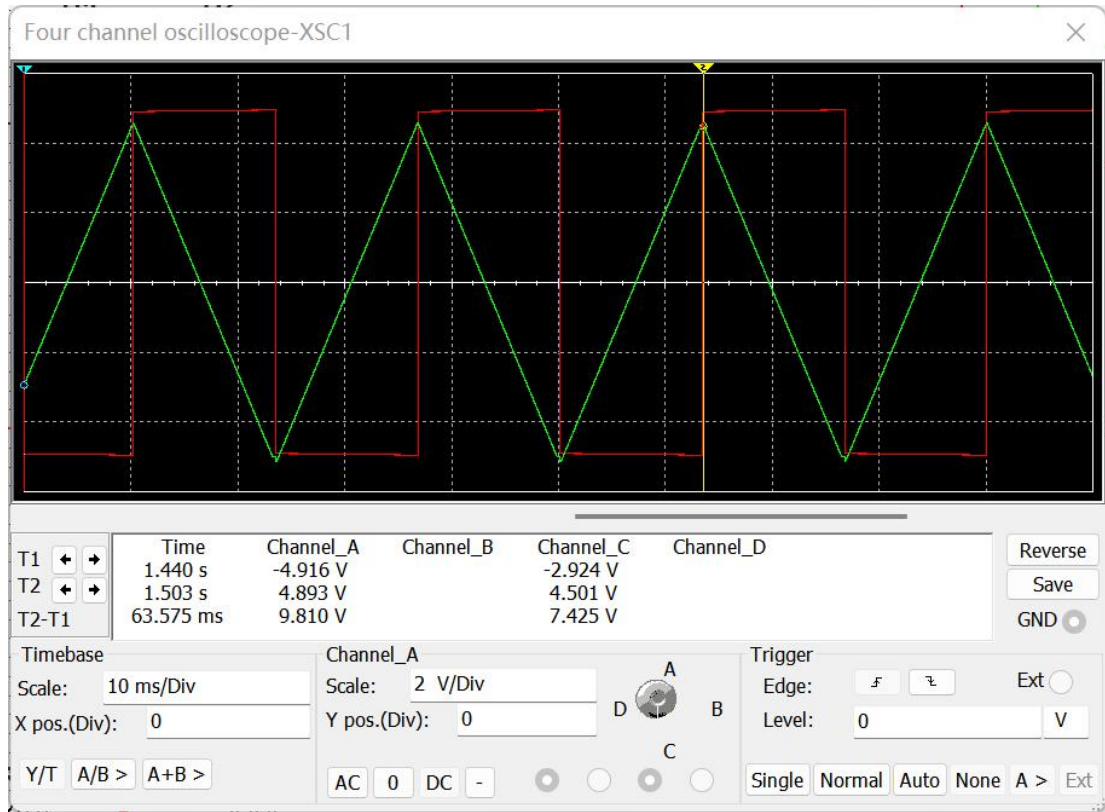 Four channel oscilloscope-XSC1
1
2
Time Channel_A Channel_B Channel_C Channel_D
T1 1.440 s -4.916 V -2.924 V
T2 1.503 s 4.893 V 4.501 V
T2-T1 63.575 ms 9.810 V 7.425 V
Reverse
Save
GND
Timebase
Scale: 10 ms/Div
X pos.(Div): 0
Y/T A/B > A+B >
Channel_A
Scale: 2 V/Div
Y pos.(Div): 0
AC 0 DC -
A
D B
C
Trigger
Edge: Ext
Level: 0 V
Single Normal Auto None A > Ext